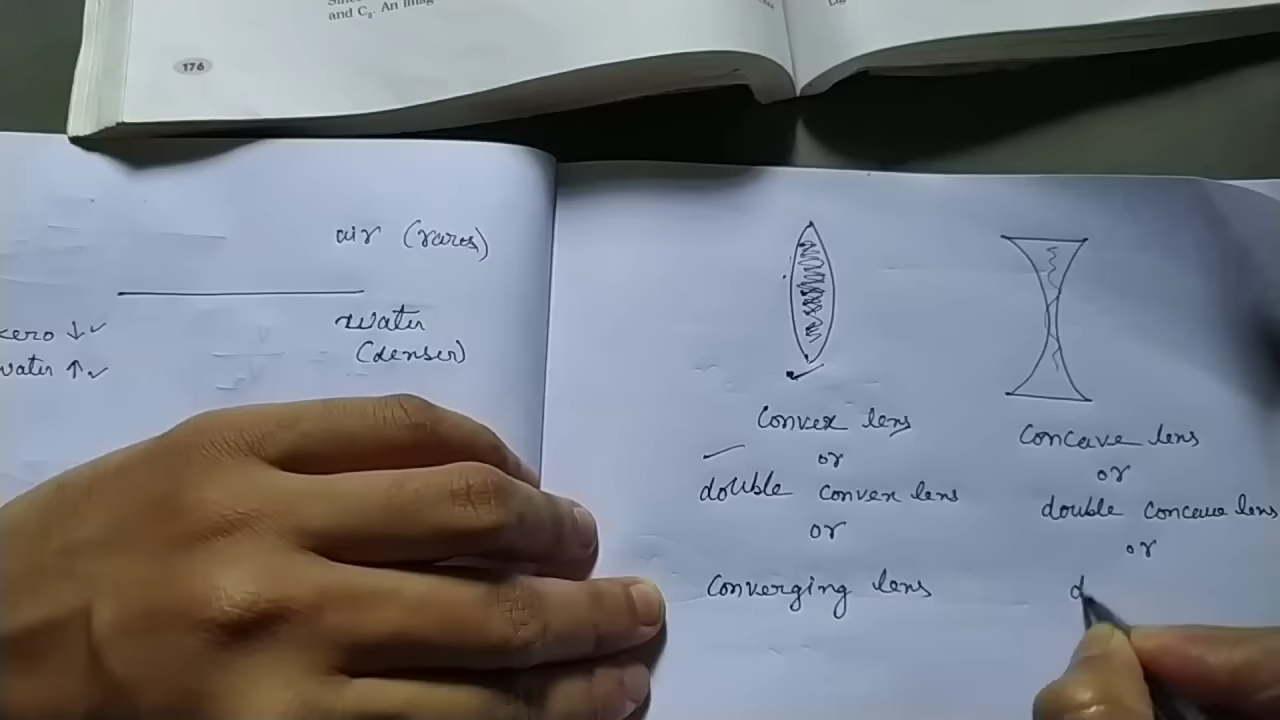 and C₂. An imag
176
air (rarer)
water
(denser)
zero ↓ ✓
water ↑ ✓
Convex lens
or
double convex lens
or
Converging lens
Concave lens
or
double concave lens
or
d